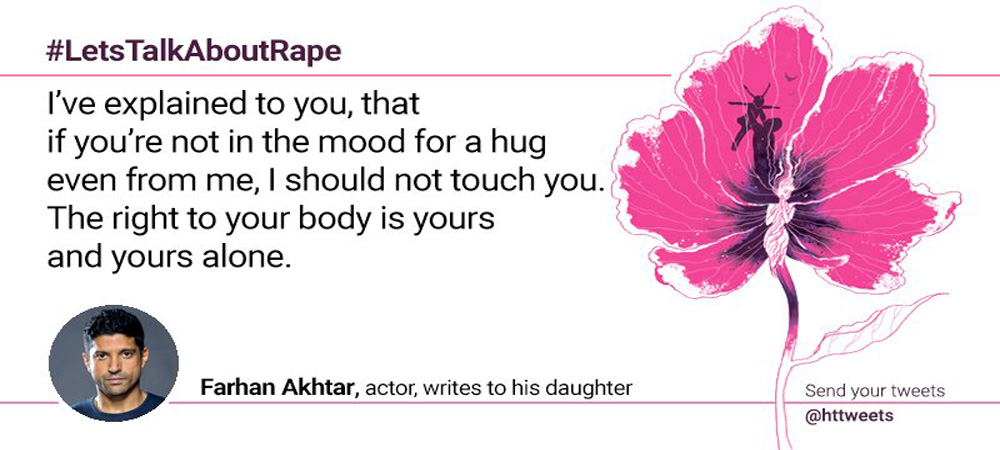 #LetsTalkAboutRape
I've explained to you, that
if you're not in the mood for a hug
even from me, I should not touch you.
The right to your body is yours
and yours alone.
Farhan Akhtar, actor, writes to his daughter
Send your tweets
@httweets